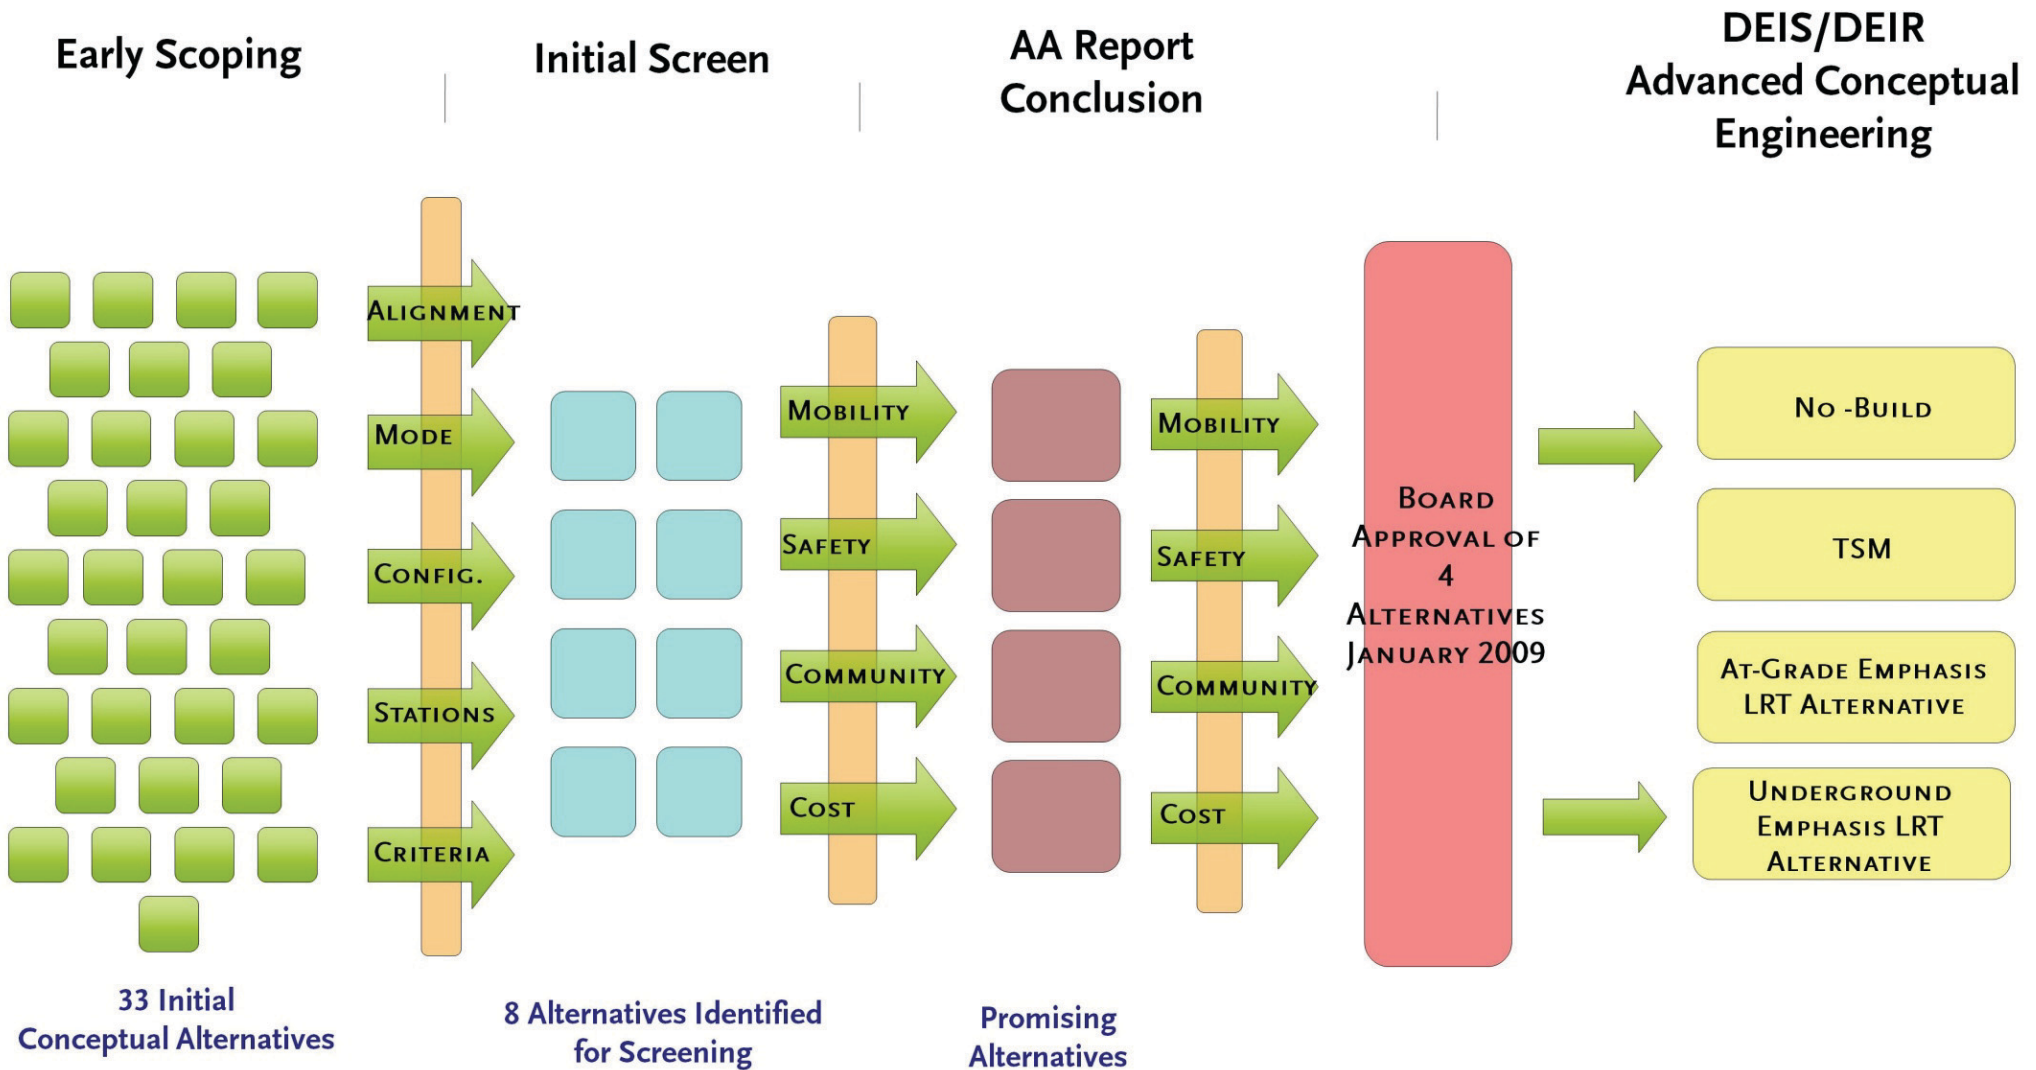 Early Scoping
Initial Screen
AA Report
Conclusion
DEIS/DEIR
Advanced Conceptual
Engineering
Alignment
Mode
Config.
Stations
Criteria
Mobility
Safety
Community
Cost
Mobility
Safety
Community
Cost
Board
Approval of
4
Alternatives
January 2009
No -Build
TSM
At-Grade Emphasis
LRT Alternative
Underground
Emphasis LRT
Alternative
33 Initial
Conceptual Alternatives
8 Alternatives Identified
for Screening
Promising
Alternatives